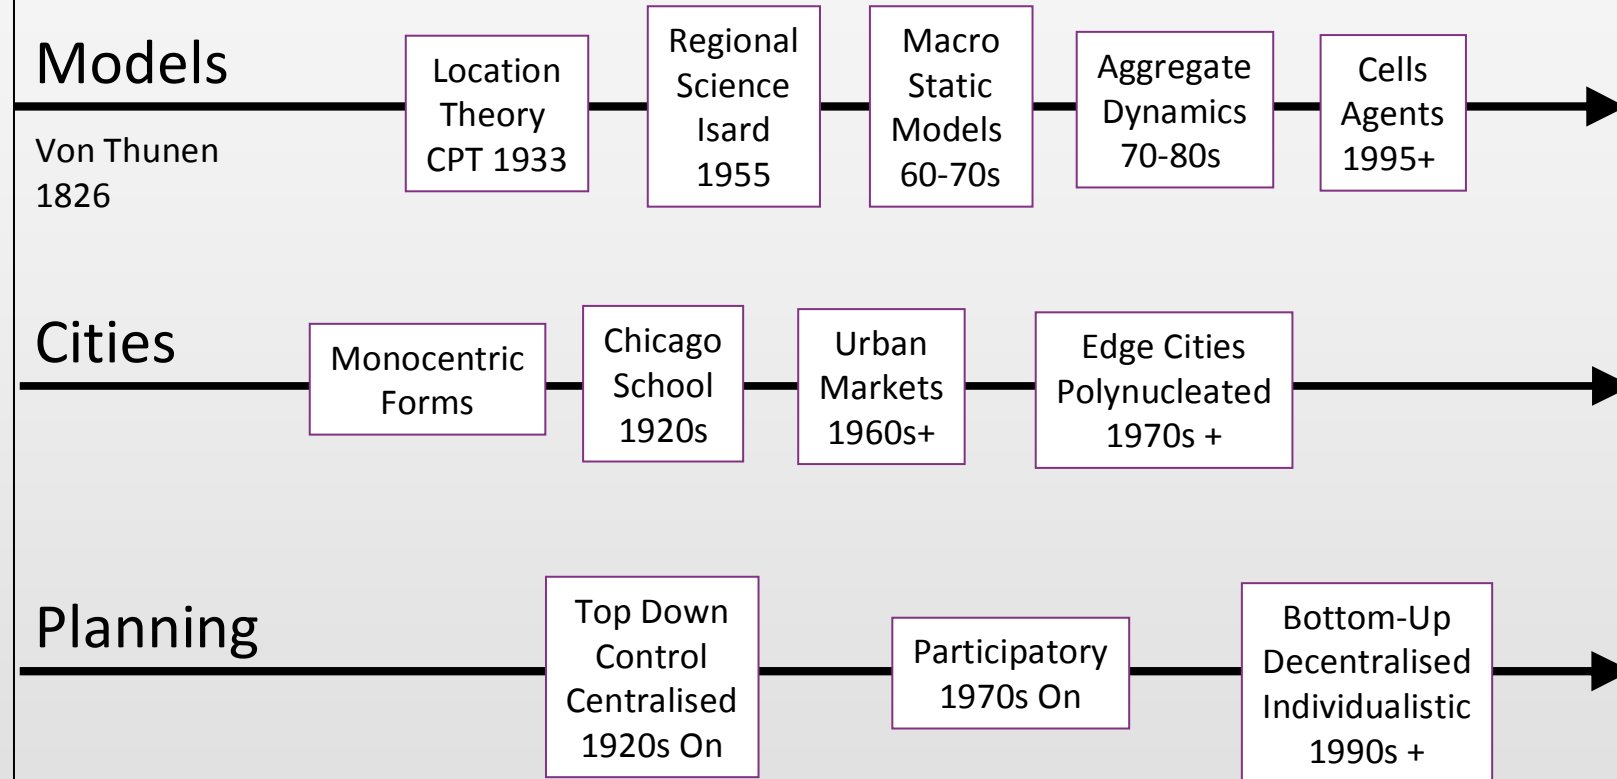 Models
Von Thunen
1826
Location
Theory
CPT 1933
Regional
Science
Isard
1955
Macro
Static
Models
60-70s
Aggregate
Dynamics
70-80s
Cells
Agents
1995+
Cities
Monocentric
Forms
Chicago
School
1920s
Urban
Markets
1960s+
Edge Cities
Polynucleated
1970s +
Planning
Top Down
Control
Centralised
1920s On
Participatory
1970s On
Bottom-Up
Decentralised
Individualistic
1990s +